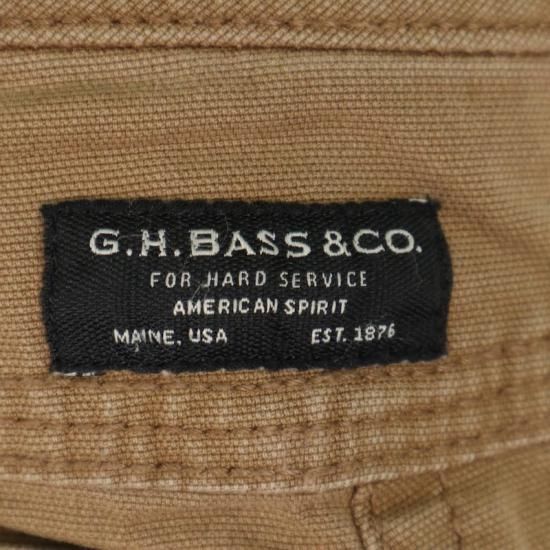 G.H.BASS & CO.
FOR HARD SERVICE
AMERICAN SPIRIT
MAINE, USA EST. 1876